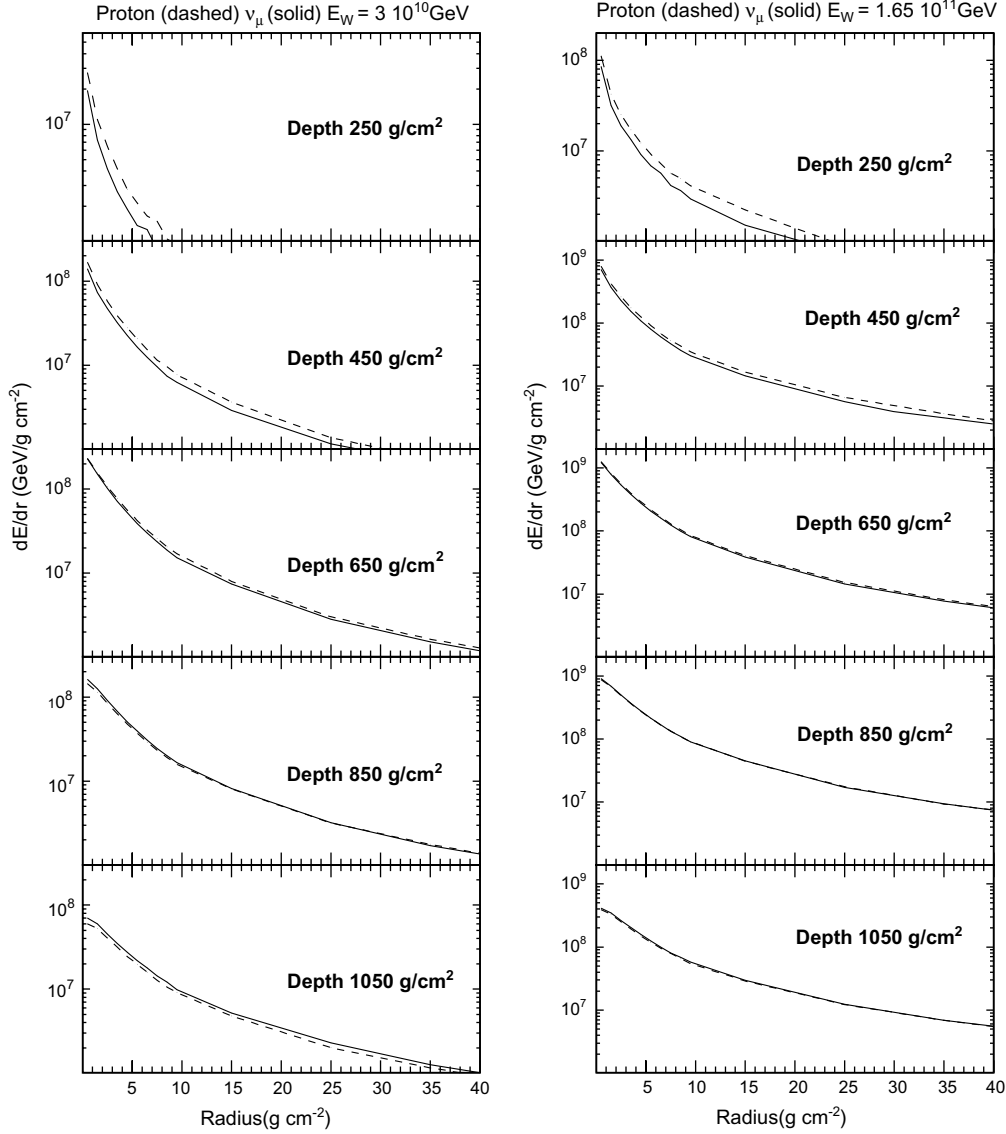 Proton (dashed) ν_μ (solid) E_W = 3 10^10GeV
10^7
Depth 250 g/cm^2
10^8
10^7
Depth 450 g/cm^2
10^8
10^7
Depth 650 g/cm^2
10^8
10^7
Depth 850 g/cm^2
10^8
10^7
Depth 1050 g/cm^2
dE/dr (GeV/g cm^-2)
5 10 15 20 25 30 35 40
Radius(g cm^-2)
Proton (dashed) ν_μ (solid) E_W = 1.65 10^11GeV
10^8
10^7
Depth 250 g/cm^2
10^9
10^8
10^7
Depth 450 g/cm^2
10^9
10^8
10^7
Depth 650 g/cm^2
10^9
10^8
10^7
Depth 850 g/cm^2
10^9
10^8
10^7
Depth 1050 g/cm^2
dE/dr (GeV/g cm^-2)
5 10 15 20 25 30 35 40
Radius(g cm^-2)